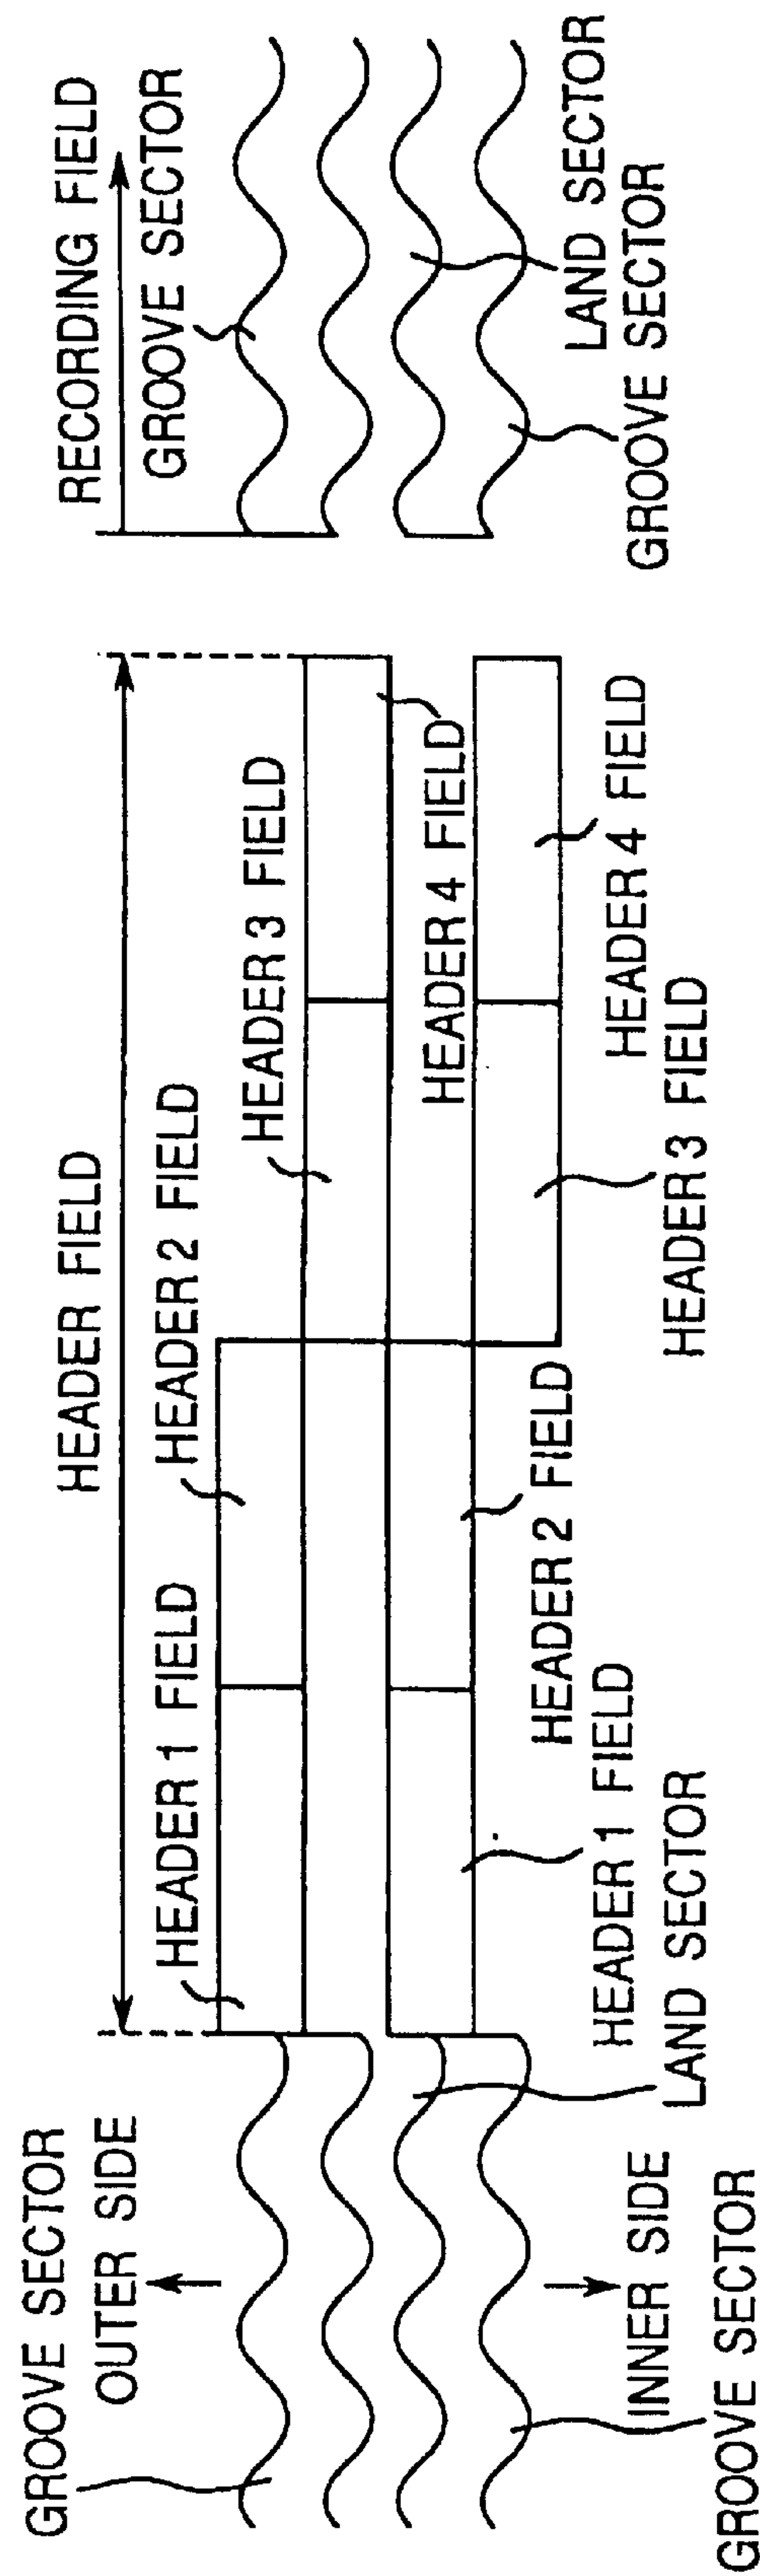 GROOVE SECTOR
OUTER SIDE
HEADER FIELD
RECORDING FIELD
GROOVE SECTOR
HEADER 1 FIELD
HEADER 2 FIELD
HEADER 3 FIELD
HEADER 4 FIELD
HEADER 2 FIELD
HEADER 1 FIELD
LAND SECTOR
INNER SIDE
GROOVE SECTOR
HEADER 4 FIELD
HEADER 3 FIELD
LAND SECTOR
GROOVE SECTOR